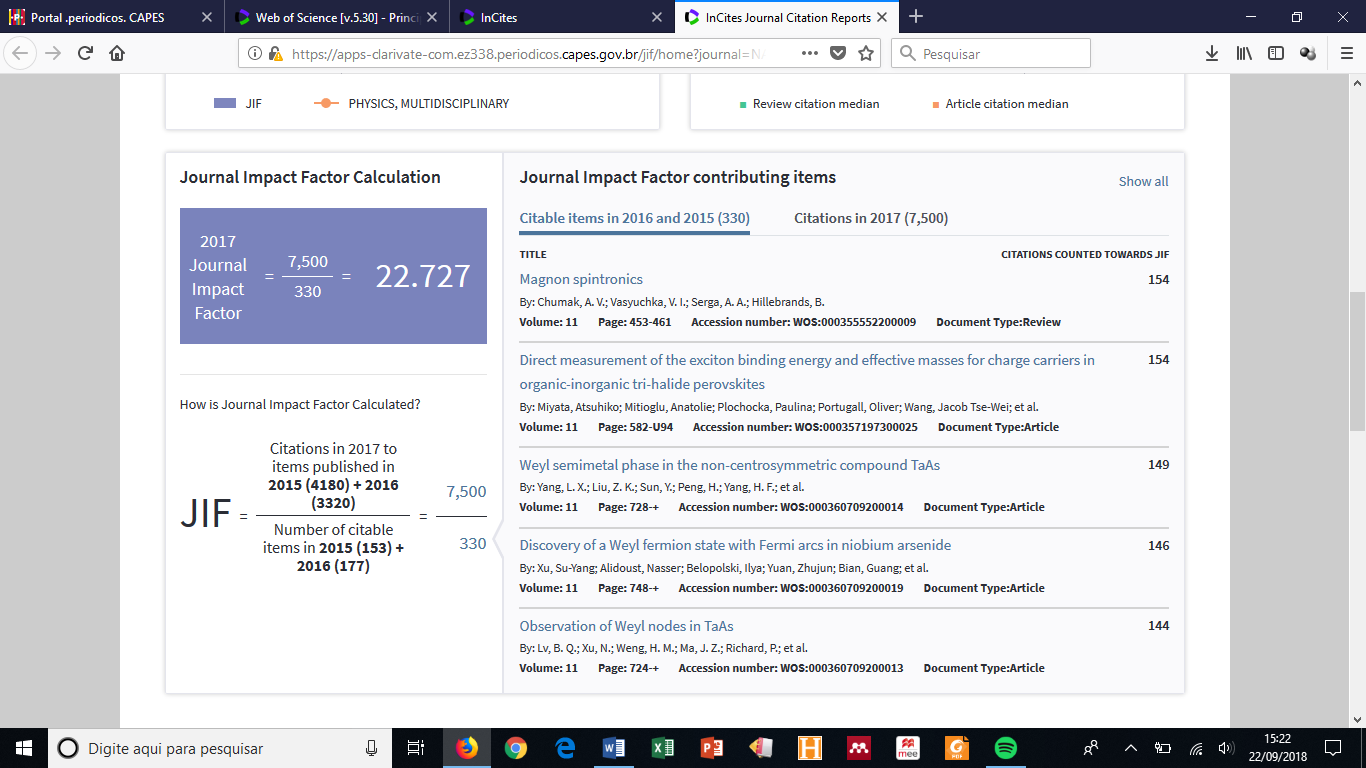 Portal .periodicos. CAPES
Web of Science [v.5.30] - Princi
InCites
InCites Journal Citation Reports
https://apps-clarivate-com.ez338.periodicos.capes.gov.br/jif/home?journal=NA
Pesquisar
JIF
PHYSICS, MULTIDISCIPLINARY
Review citation median
Article citation median
Journal Impact Factor Calculation
2017
Journal
Impact
Factor
=
7,500
330
=
22.727
How is Journal Impact Factor Calculated?
JIF =
Citations in 2017 to
items published in
2015 (4180) + 2016
(3320)
Number of citable
items in 2015 (153) +
2016 (177)
=
7,500
330
Journal Impact Factor contributing items
Show all
Citable items in 2016 and 2015 (330)
Citations in 2017 (7,500)
TITLE
CITATIONS COUNTED TOWARDS JIF
Magnon spintronics
154
By: Chumak, A. V.; Vasyuchka, V. I.; Serga, A. A.; Hillebrands, B.
Volume: 11 Page: 453-461 Accession number: WOS:000355552200009 Document Type:Review
Direct measurement of the exciton binding energy and effective masses for charge carriers in
organic-inorganic tri-halide perovskites
154
By: Miyata, Atsuhiko; Mitioglu, Anatolie; Plochocka, Paulina; Portugall, Oliver; Wang, Jacob Tse-Wei; et al.
Volume: 11 Page: 582-U94 Accession number: WOS:000357197300025 Document Type:Article
Weyl semimetal phase in the non-centrosymmetric compound TaAs
149
By: Yang, L. X.; Liu, Z. K.; Sun, Y.; Peng, H.; Yang, H. F.; et al.
Volume: 11 Page: 728-+ Accession number: WOS:000360709200014 Document Type:Article
Discovery of a Weyl fermion state with Fermi arcs in niobium arsenide
146
By: Xu, Su-Yang; Alidoust, Nasser; Belopolski, Ilya; Yuan, Zhujun; Bian, Guang; et al.
Volume: 11 Page: 748-+ Accession number: WOS:000360709200019 Document Type:Article
Observation of Weyl nodes in TaAs
144
By: Lv, B. Q.; Xu, N.; Weng, H. M.; Ma, J. Z.; Richard, P.; et al.
Volume: 11 Page: 724-+ Accession number: WOS:000360709200013 Document Type:Article
Digite aqui para pesquisar
15:22
22/09/2018